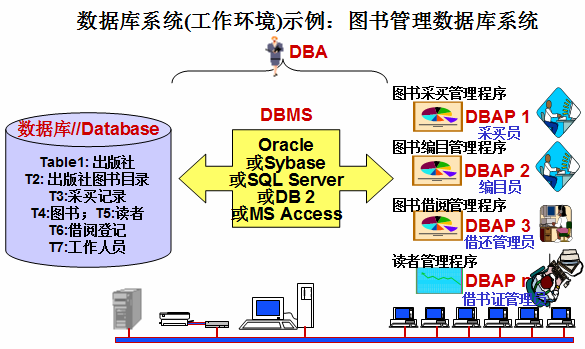 数据库系统(工作环境)示例：图书管理数据库系统
DBA
数据库//Database
Table1: 出版社
T2: 出版社图书目录
T3:采买记录
T4:图书；T5:读者
T6:借阅登记
T7:工作人员
DBMS
Oracle
或Sybase
或SQL Server
或DB 2
或MS Access
图书采买管理程序
DBAP 1
采买员
图书编目管理程序
DBAP 2
编目员
图书借阅管理程序
DBAP 3
借还管理员
读者管理程序
DBAP n
借书证管理员